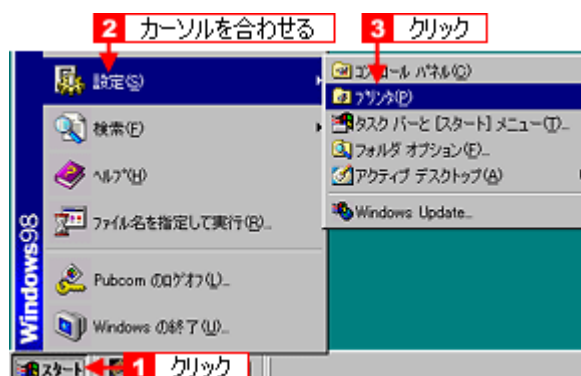 2 カーソルを合わせる
3 クリック
設定(S)
検索(F)
ヘルプ(H)
ファイル名を指定して実行(R)...
Pubcom のログオフ(L)...
Windows の終了(U)...
コントロール パネル(C)
プリンタ(P)
タスク バーと [スタート] メニュー(T)...
フォルダ オプション(F)...
アクティブ デスクトップ(A)
Windows Update...
Windows98
スタート
1 クリック